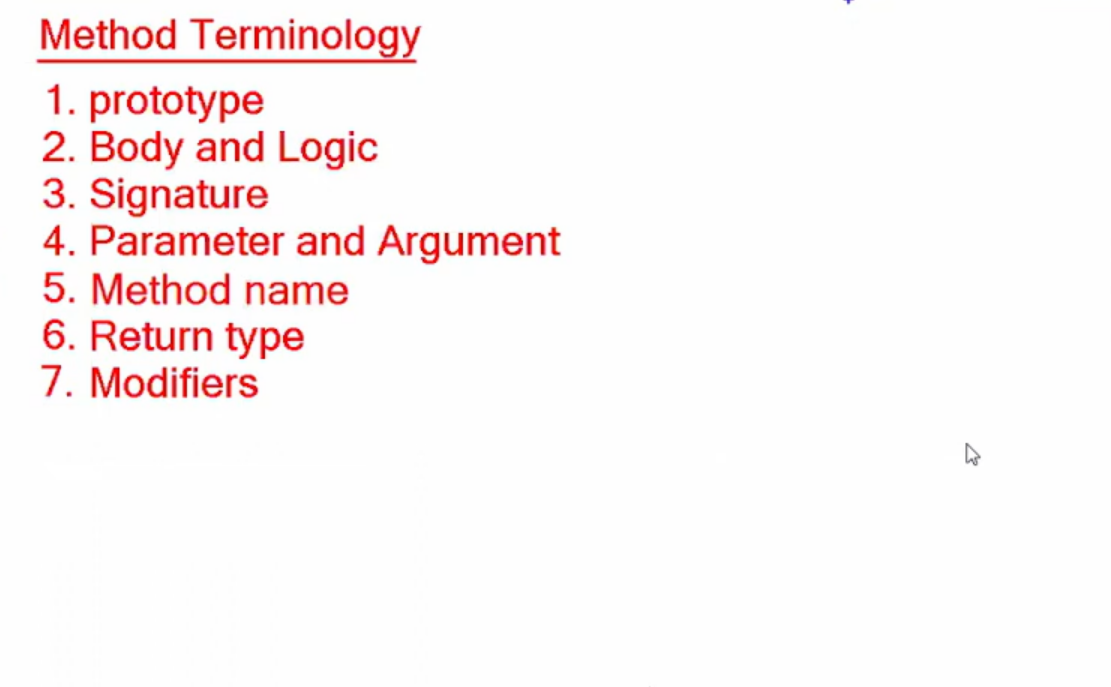 Method Terminology
1. prototype
2. Body and Logic
3. Signature
4. Parameter and Argument
5. Method name
6. Return type
7. Modifiers